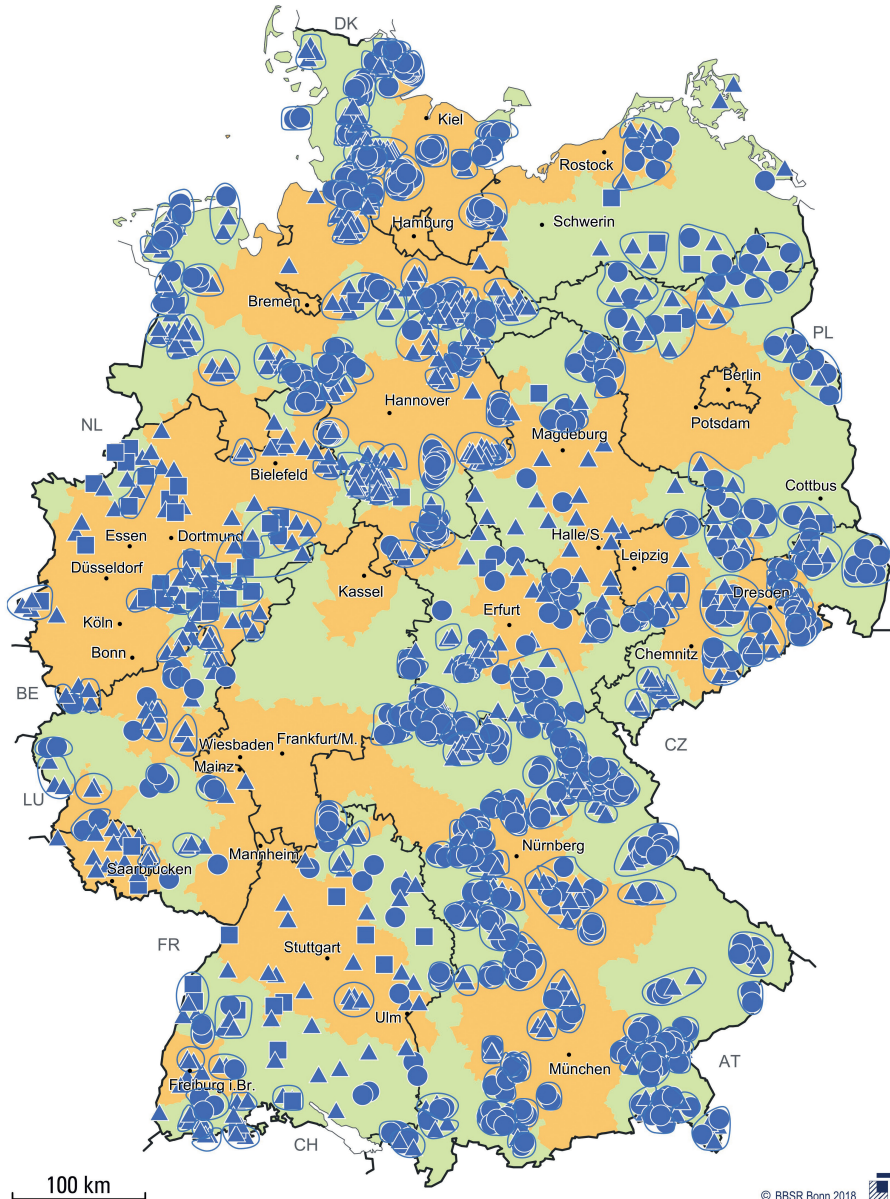 DK
Kiel
Rostock
Hamburg
Schwerin
Bremen
PL
Berlin
Hannover
Potsdam
NL
Magdeburg
Bielefeld
Cottbus
Essen
Dortmund
Halle/S.
Leipzig
Düsseldorf
Kassel
Dresden
Köln
Erfurt
Chemnitz
Bonn
BE
CZ
Wiesbaden
Frankfurt/M.
Mainz
LU
Nürnberg
Mannheim
Saarbrücken
FR
Stuttgart
Ulm
München
AT
Freiburg i.Br.
CH
100 km
© BBSR Bonn 2018